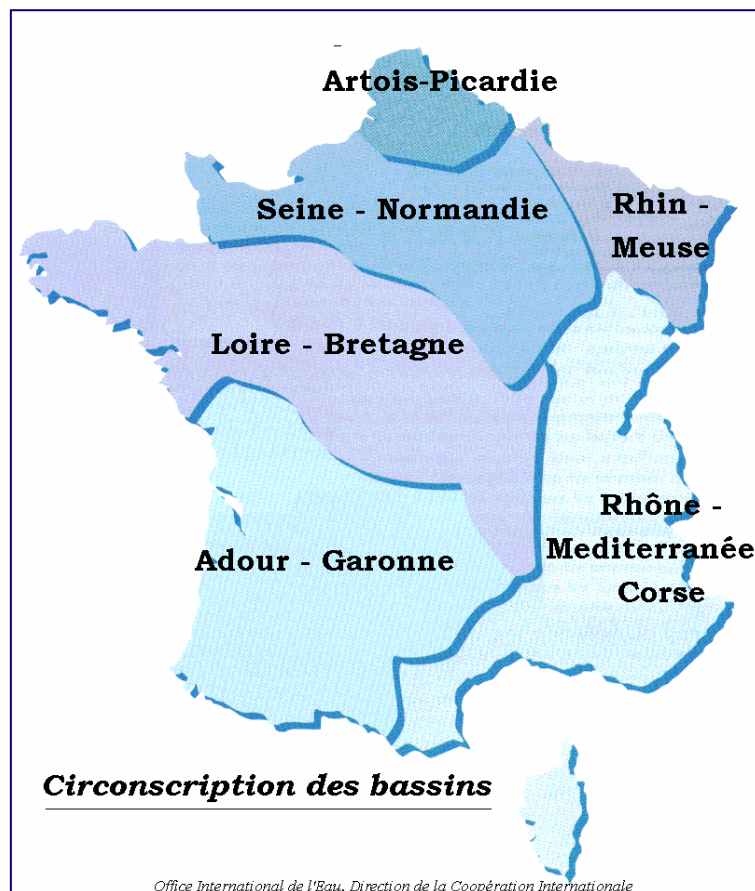 Artois-Picardie
Seine - Normandie
Rhin -
Meuse
Loire - Bretagne
Rhône -
Mediterranée
Corse
Adour - Garonne
Circonscription des bassins
Office International de l'Eau, Direction de la Coopération Internationale